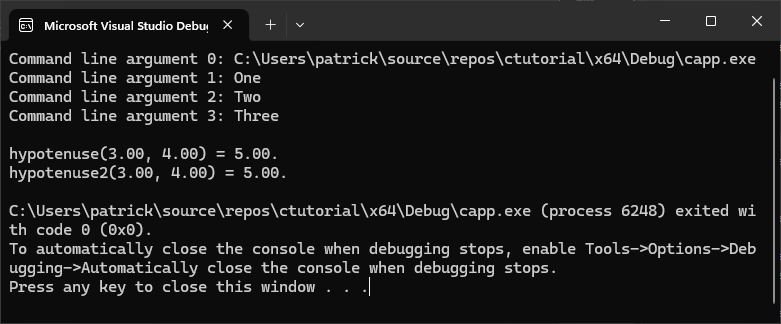 Microsoft Visual Studio Debug
Command line argument 0: C:\Users\patrick\source\repos\ctutorial\x64\Debug\capp.exe
Command line argument 1: One
Command line argument 2: Two
Command line argument 3: Three
hypotenuse(3.00, 4.00) = 5.00.
hypotenuse2(3.00, 4.00) = 5.00.
C:\Users\patrick\source\repos\ctutorial\x64\Debug\capp.exe (process 6248) exited wi
th code 0 (0x0).
To automatically close the console when debugging stops, enable Tools->Options->Deb
ugging->Automatically close the console when debugging stops.
Press any key to close this window . . .